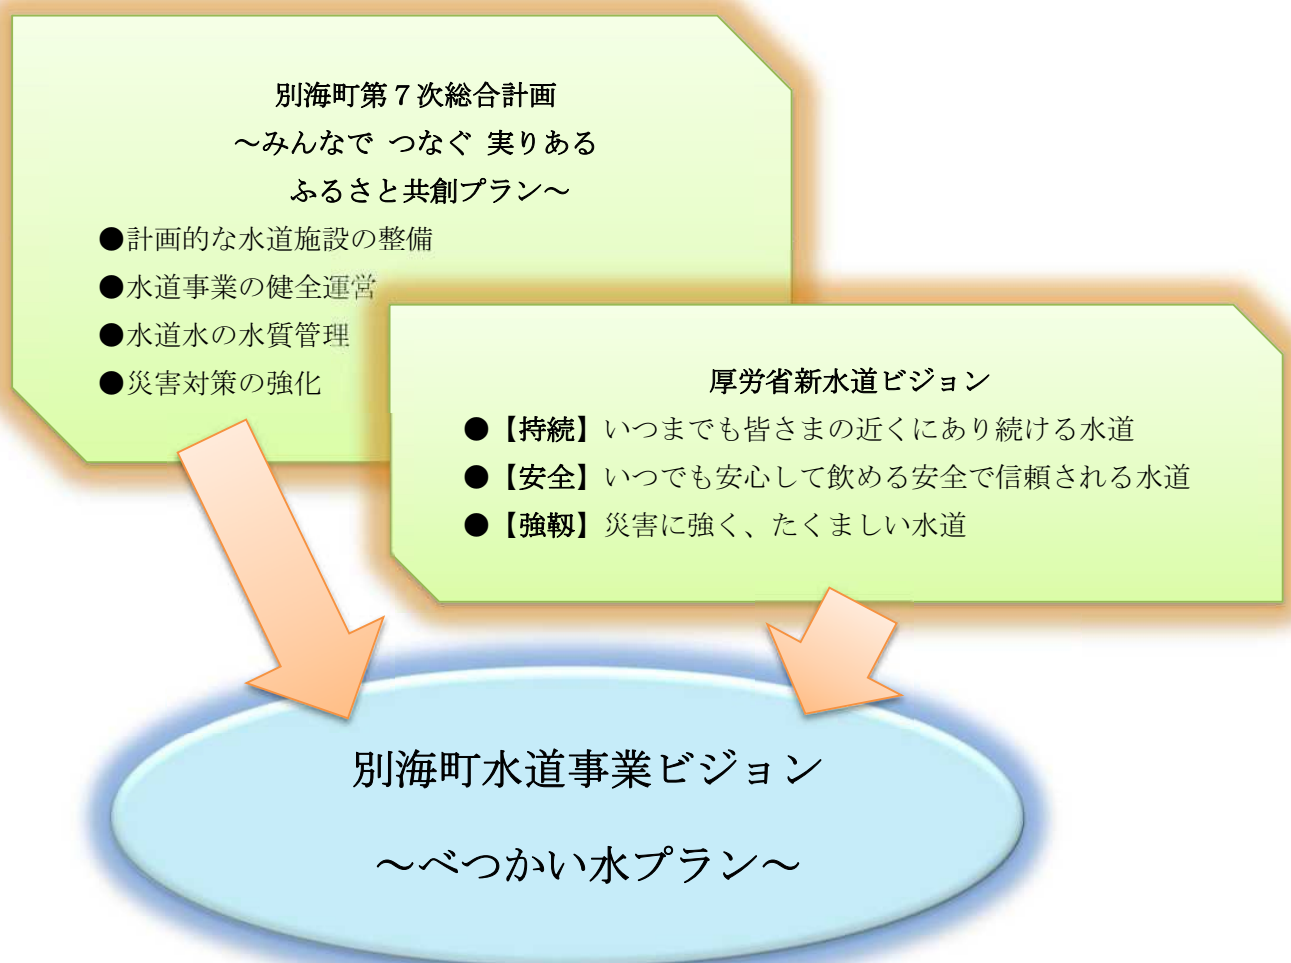 別海町第７次総合計画
～みんなで つなぐ 実りある
ふるさと共創プラン～
●計画的な水道施設の整備
●水道事業の健全運営
●水道水の水質管理
●災害対策の強化
厚労省新水道ビジョン
●【持続】いつまでも皆さまの近くにあり続ける水道
●【安全】いつでも安心して飲める安全で信頼される水道
●【強靱】災害に強く、たくましい水道
別海町水道事業ビジョン
～べつかい水プラン～